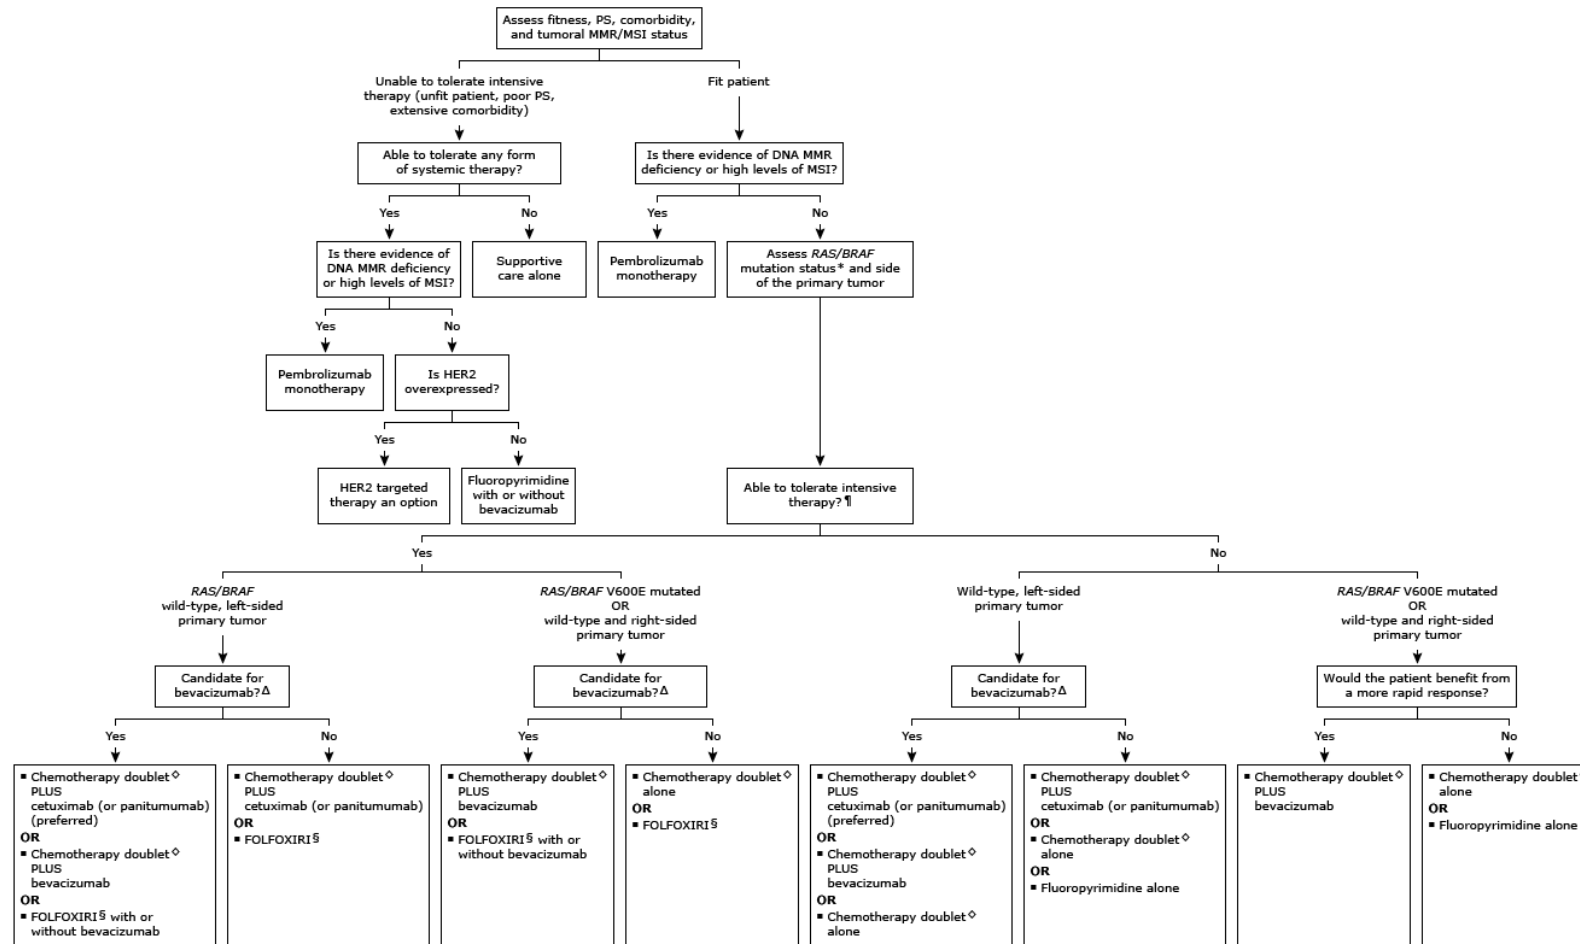 Assess fitness, PS, comorbidity,
and tumoral MMR/MSI status
Unable to tolerate intensive
therapy (unfit patient, poor PS,
extensive comorbidity)
Fit patient
Able to tolerate any form
of systemic therapy?
Is there evidence of DNA MMR
deficiency or high levels of MSI?
Yes
No
Yes
No
Is there evidence of
DNA MMR deficiency
or high levels of MSI?
Supportive
care alone
Pembrolizumab
monotherapy
Assess RAS/BRAF
mutation status* and side
of the primary tumor
Yes
No
Pembrolizumab
monotherapy
Is HER2
overexpressed?
Yes
No
HER2 targeted
therapy an option
Fluoropyrimidine
with or without
bevacizumab
Able to tolerate intensive
therapy?¶
Yes
No
RAS/BRAF
wild-type, left-sided
primary tumor
RAS/BRAF V600E mutated
OR
wild-type and right-sided
primary tumor
Wild-type, left-sided
primary tumor
RAS/BRAF V600E mutated
OR
wild-type and right-sided
primary tumor
Candidate for
bevacizumab?Δ
Candidate for
bevacizumab?Δ
Candidate for
bevacizumab?Δ
Would the patient benefit from
a more rapid response?
Yes
No
Yes
No
Yes
No
Yes
No
▪ Chemotherapy doublet◇
PLUS
cetuximab (or panitumumab)
(preferred)
OR
▪ Chemotherapy doublet◇
PLUS
bevacizumab
OR
▪ FOLFOXIRI§ with or
without bevacizumab
▪ Chemotherapy doublet◇
PLUS
cetuximab (or panitumumab)
OR
▪ FOLFOXIRI§
▪ Chemotherapy doublet◇
PLUS
bevacizumab
OR
▪ FOLFOXIRI§ with or
without bevacizumab
▪ Chemotherapy doublet◇
alone
OR
▪ FOLFOXIRI§
▪ Chemotherapy doublet◇
PLUS
cetuximab (or panitumumab)
(preferred)
OR
▪ Chemotherapy doublet◇
PLUS
bevacizumab
OR
▪ Chemotherapy doublet◇
alone
▪ Chemotherapy doublet◇
PLUS
cetuximab (or panitumumab)
OR
▪ Chemotherapy doublet◇
alone
OR
▪ Fluoropyrimidine alone
▪ Chemotherapy doublet◇
PLUS
bevacizumab
▪ Chemotherapy doublet
alone
OR
▪ Fluoropyrimidine alone